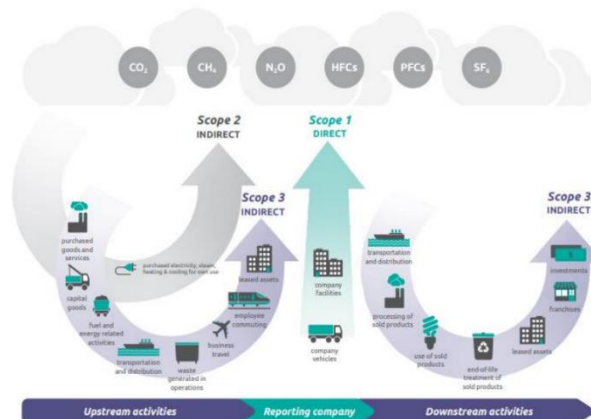 CO₂
CH₄
N₂O
HFCs
PFCs
SF₆
Scope 2
INDIRECT
Scope 1
DIRECT
Scope 3
INDIRECT
Scope 3
INDIRECT
purchased
goods and
services
purchased electricity, steam,
heating & cooling for own use
capital
goods
fuel and
energy related
activities
transportation
and distribution
waste
generated in
operations
business
travel
employee
commuting
leased assets
company
facilities
company
vehicles
transportation
and distribution
processing of
sold products
use of sold
products
end-of-life
treatment of
sold products
leased assets
franchises
investments
Upstream activities
Reporting company
Downstream activities